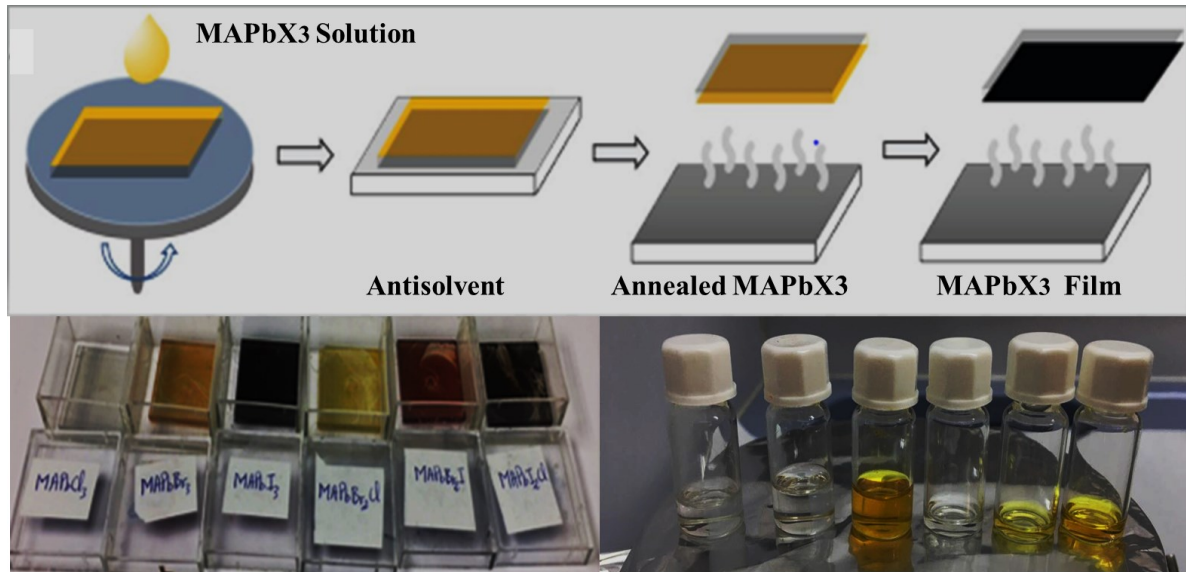 MAPbX3 Solution
Antisolvent
Annealed MAPbX3
MAPbX3 Film
MAPbCl3
MAPbBr3
MAPbI3
MAPbBr2Cl
MAPbBr2I
MAPbI2Cl